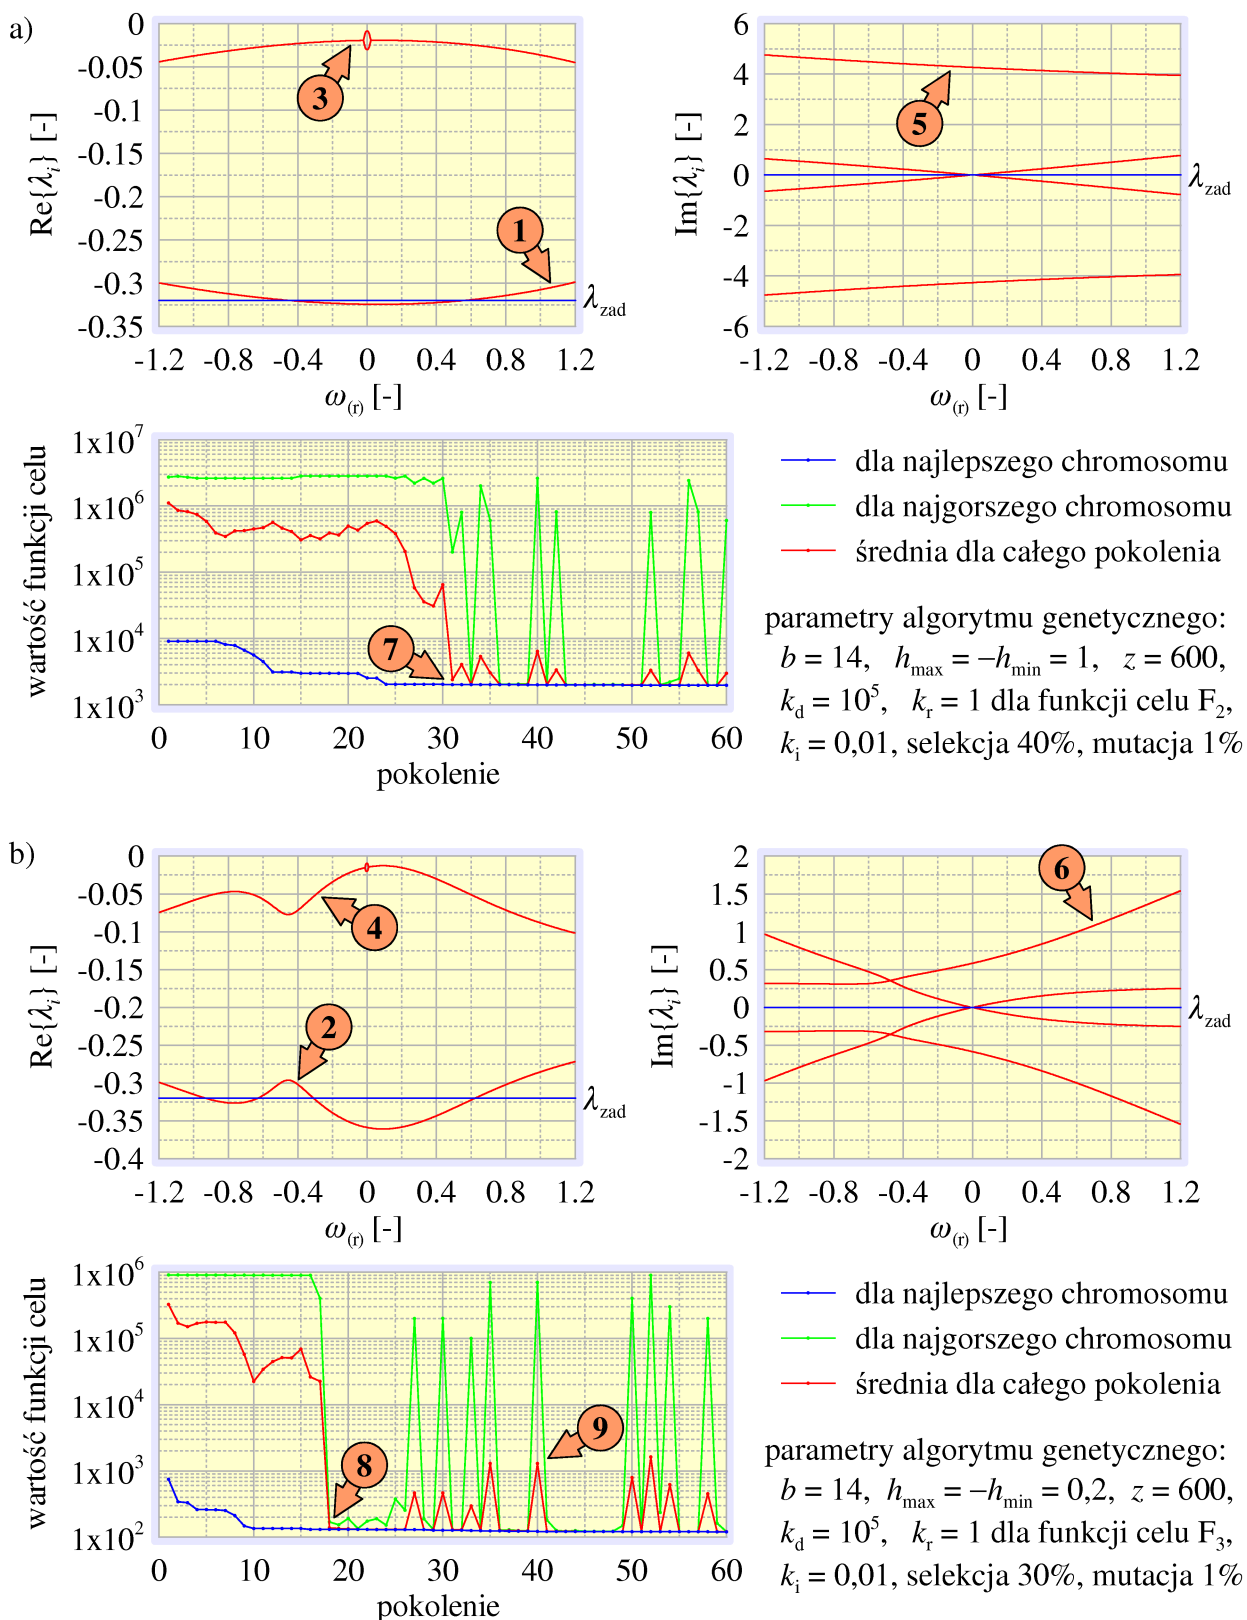 a)
0
-0.05
-0.1
-0.15
-0.2
-0.25
-0.3
-0.35
Re{λi} [-]
3
1
λzad
-1.2 -0.8 -0.4 0 0.4 0.8 1.2
ω(r) [-]
6
4
2
0
-2
-4
-6
Im{λi} [-]
5
λzad
-1.2 -0.8 -0.4 0 0.4 0.8 1.2
ω(r) [-]
1x10^7
1x10^6
1x10^5
1x10^4
1x10^3
wartość funkcji celu
7
0 10 20 30 40 50 60
pokolenie
dla najlepszego chromosomu
dla najgorszego chromosomu
średnia dla całego pokolenia
parametry algorytmu genetycznego:
b = 14, hmax = –hmin = 1, z = 600,
kd = 10^5, kr = 1 dla funkcji celu F2,
ki = 0,01, selekcja 40%, mutacja 1%
b)
0
-0.05
-0.1
-0.15
-0.2
-0.25
-0.3
-0.35
-0.4
Re{λi} [-]
4
2
λzad
-1.2 -0.8 -0.4 0 0.4 0.8 1.2
ω(r) [-]
2
1.5
1
0.5
0
-0.5
-1
-1.5
-2
Im{λi} [-]
6
λzad
-1.2 -0.8 -0.4 0 0.4 0.8 1.2
ω(r) [-]
1x10^6
1x10^5
1x10^4
1x10^3
1x10^2
wartość funkcji celu
8
9
0 10 20 30 40 50 60
pokolenie
dla najlepszego chromosomu
dla najgorszego chromosomu
średnia dla całego pokolenia
parametry algorytmu genetycznego:
b = 14, hmax = –hmin = 0,2, z = 600,
kd = 10^5, kr = 1 dla funkcji celu F3,
ki = 0,01, selekcja 30%, mutacja 1%